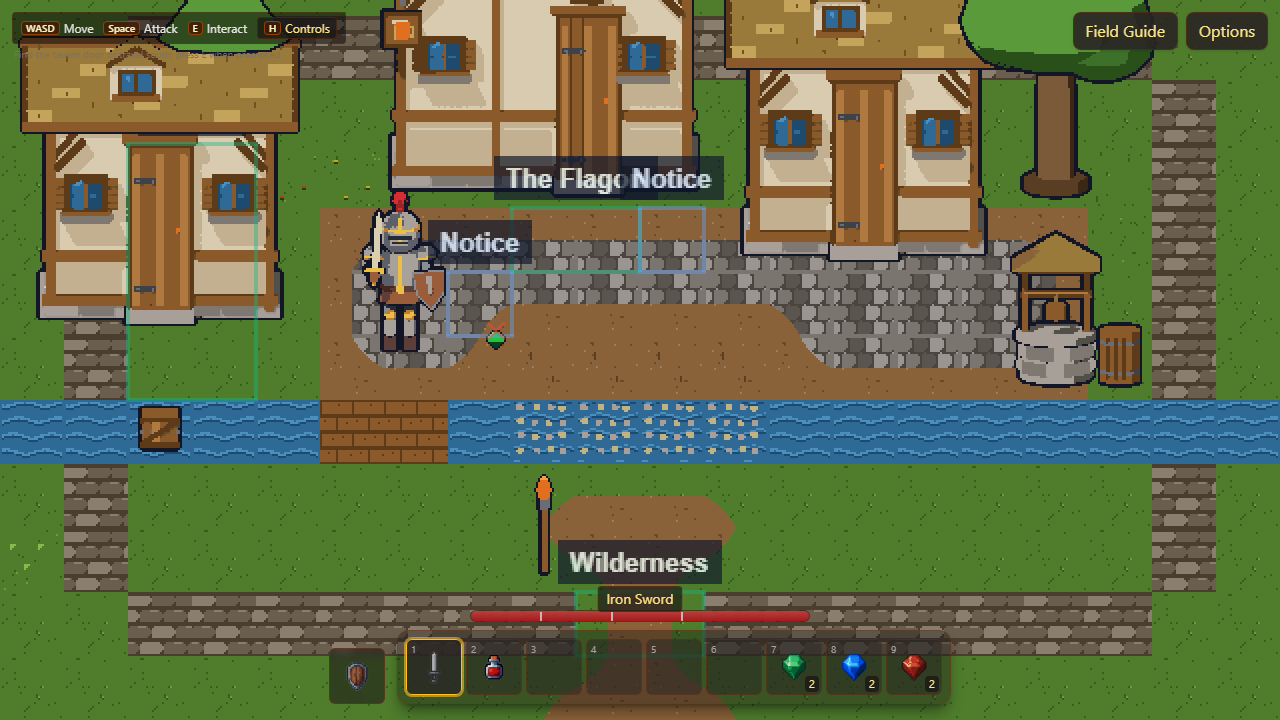 WASD Move Space Attack E Interact H Controls
Field Guide
Options
The Flago Notice
Notice
Wilderness
Iron Sword
1 2 3 4 5 6 7 8 9
2 2 2